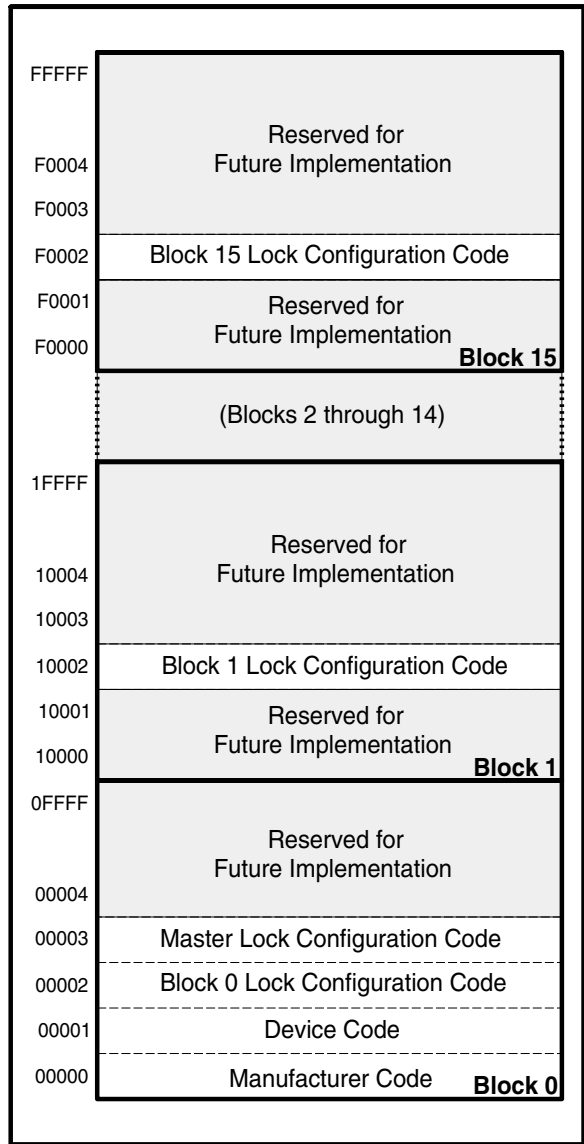 FFFFF
Reserved for
Future Implementation
F0004
F0003
F0002 Block 15 Lock Configuration Code
F0001
Reserved for
Future Implementation
F0000
Block 15
(Blocks 2 through 14)
1FFFF
Reserved for
Future Implementation
10004
10003
10002 Block 1 Lock Configuration Code
10001
Reserved for
Future Implementation
10000
Block 1
0FFFF
Reserved for
Future Implementation
00004
00003 Master Lock Configuration Code
00002 Block 0 Lock Configuration Code
00001 Device Code
00000 Manufacturer Code Block 0